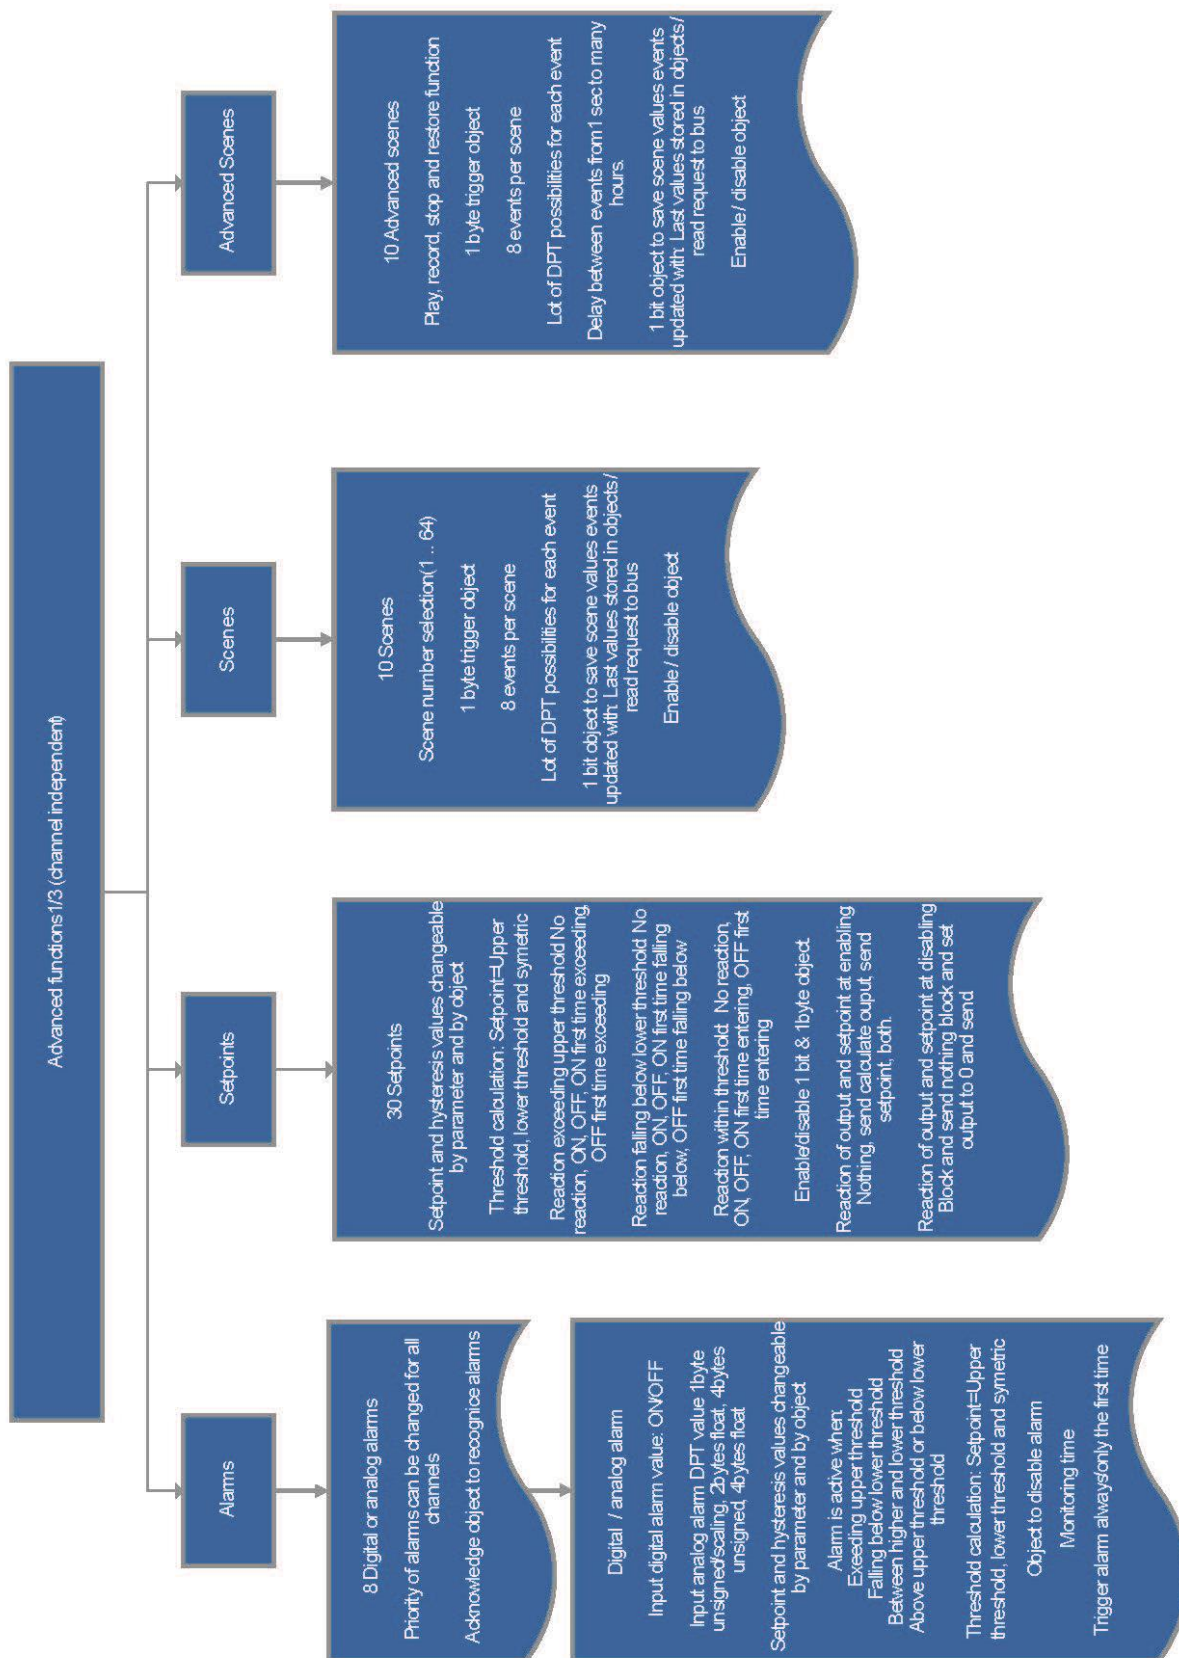 Advanced functions 1/3 (channel independent)
Alarms
8 Digital or analog alarms
Priority of alarms can be changed for all
channels
Acknowledge object to recognice alarms
Digital / analog alarm
Input digital alarm value: ON/OFF
Input analog alarm DPT value 1byte
unsigned/scaling, 2bytes float, 4bytes
unsigned, 4bytes float
Setpoint and hysteresis values changeable
by parameter and by object
Alarm is active when:
Exeeding upper threshold
Falling below lower threshold
Between higher and lower threshold
Above upper threshold or below lower
threshold
Threshold calculation: Setpoint=Upper
threshold, lower threshold and symetric
Object to disable alarm
Monitoring time
Trigger alarm always/only the first time
Setpoints
30 Setpoints
Setpoint and hysteresis values changeable
by parameter and by object
Threshold calculation: Setpoint=Upper
threshold, lower threshold and symetric
Reaction exceeding upper threshold No
reaction, ON, OFF, ON first time exceeding,
OFF first time exceeding
Reaction falling below lower threshold No
reaction, ON, OFF, ON first time falling
below, OFF first time falling below
Reaction within threshold: No reaction,
ON, OFF, ON first time entering, OFF first
time entering
Enable/disable 1 bit & 1byte object
Reaction of output and setpoint at enabling
Nothing, send calculate ouput, send
setpoint, both.
Reaction of output and setpoint at disabling
Block and send nothing block and set
output to 0 and send
Scenes
10 Scenes
Scene number selection(1 .. 64)
1 byte trigger object
8 events per scene
Lot of DPT possibilities for each event
1 bit object to save scene values events
updated with: Last values stored in objects /
read request to bus
Enable / disable object
Advanced Scenes
10 Advanced scenes
Play, record, stop and restore function
1 byte trigger object
8 events per scene
Lot of DPT possibilities for each event
Delay between events from 1 sec to many
hours.
1 bit object to save scene values events
updated with: Last values stored in objects /
read request to bus
Enable / disable object